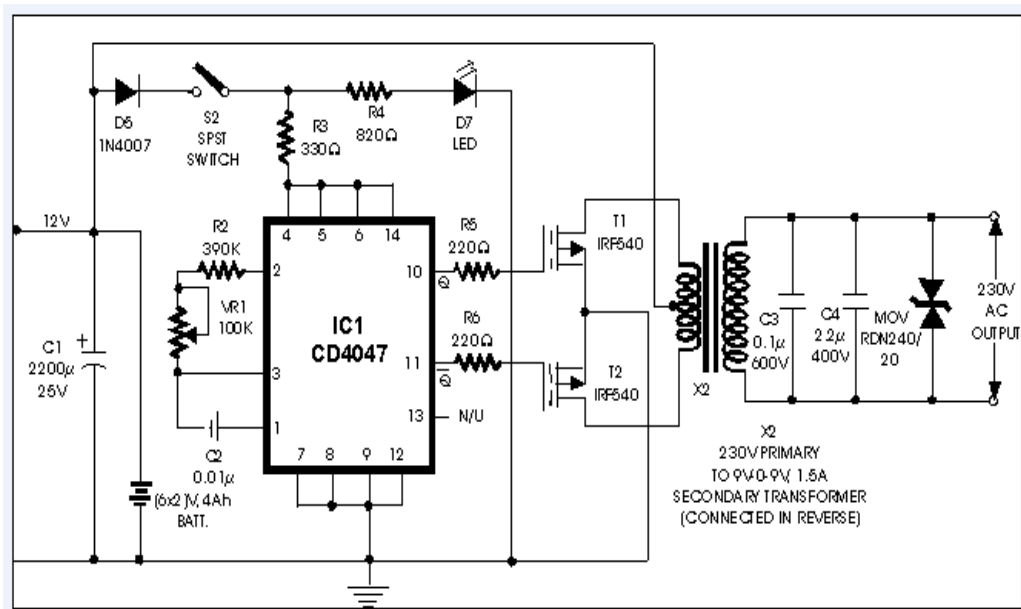 D5
1N4007
S2
SPST
SWITCH
R3
330Ω
R4
820Ω
D7
LED
12V
R2
390K
VR1
100K
C1
+
2200µ
25V
C2
0.01µ
(6x2)V, 4Ah
BATT.
4 5 6 14
2
3
1
IC1
CD4047
10
Q
11
Q
13
N/U
7 8 9 12
R5
220Ω
R6
220Ω
T1
IRF540
T2
IRF540
X2
C3
0.1µ
600V
C4
2.2µ
400V
MOV
RDN240/
20
230V
AC
OUTPUT
X2
230V PRIMARY
TO 9V-0-9V, 1.5A
SECONDARY TRANSFORMER
(CONNECTED IN REVERSE)